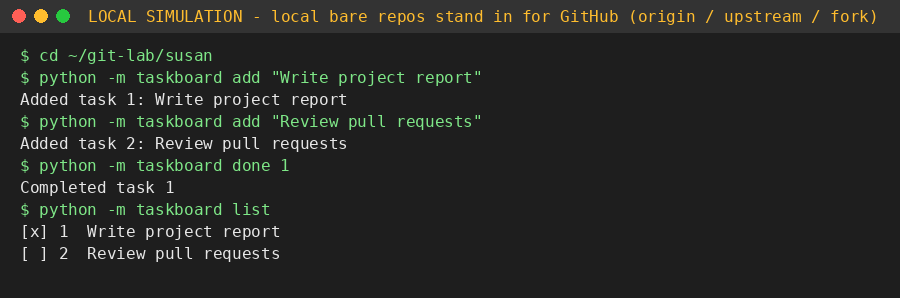 LOCAL SIMULATION - local bare repos stand in for GitHub (origin / upstream / fork)
$ cd ~/git-lab/susan
$ python -m taskboard add "Write project report"
Added task 1: Write project report
$ python -m taskboard add "Review pull requests"
Added task 2: Review pull requests
$ python -m taskboard done 1
Completed task 1
$ python -m taskboard list
[x] 1  Write project report
[ ] 2  Review pull requests